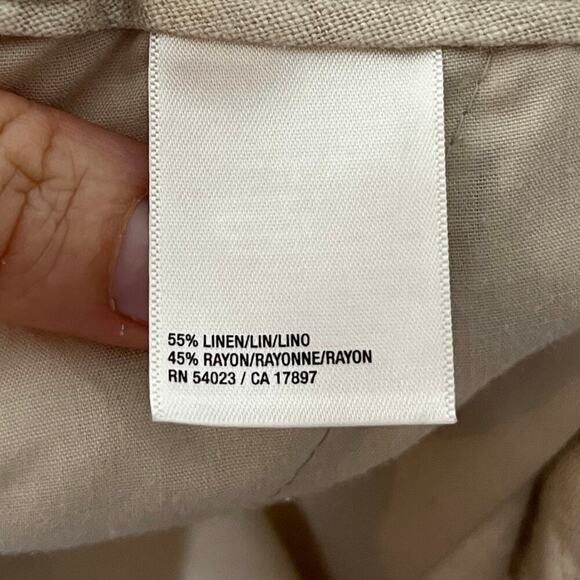 55% LINEN/LIN/LINO
45% RAYON/RAYONNE/RAYON
RN 54023 / CA 17897